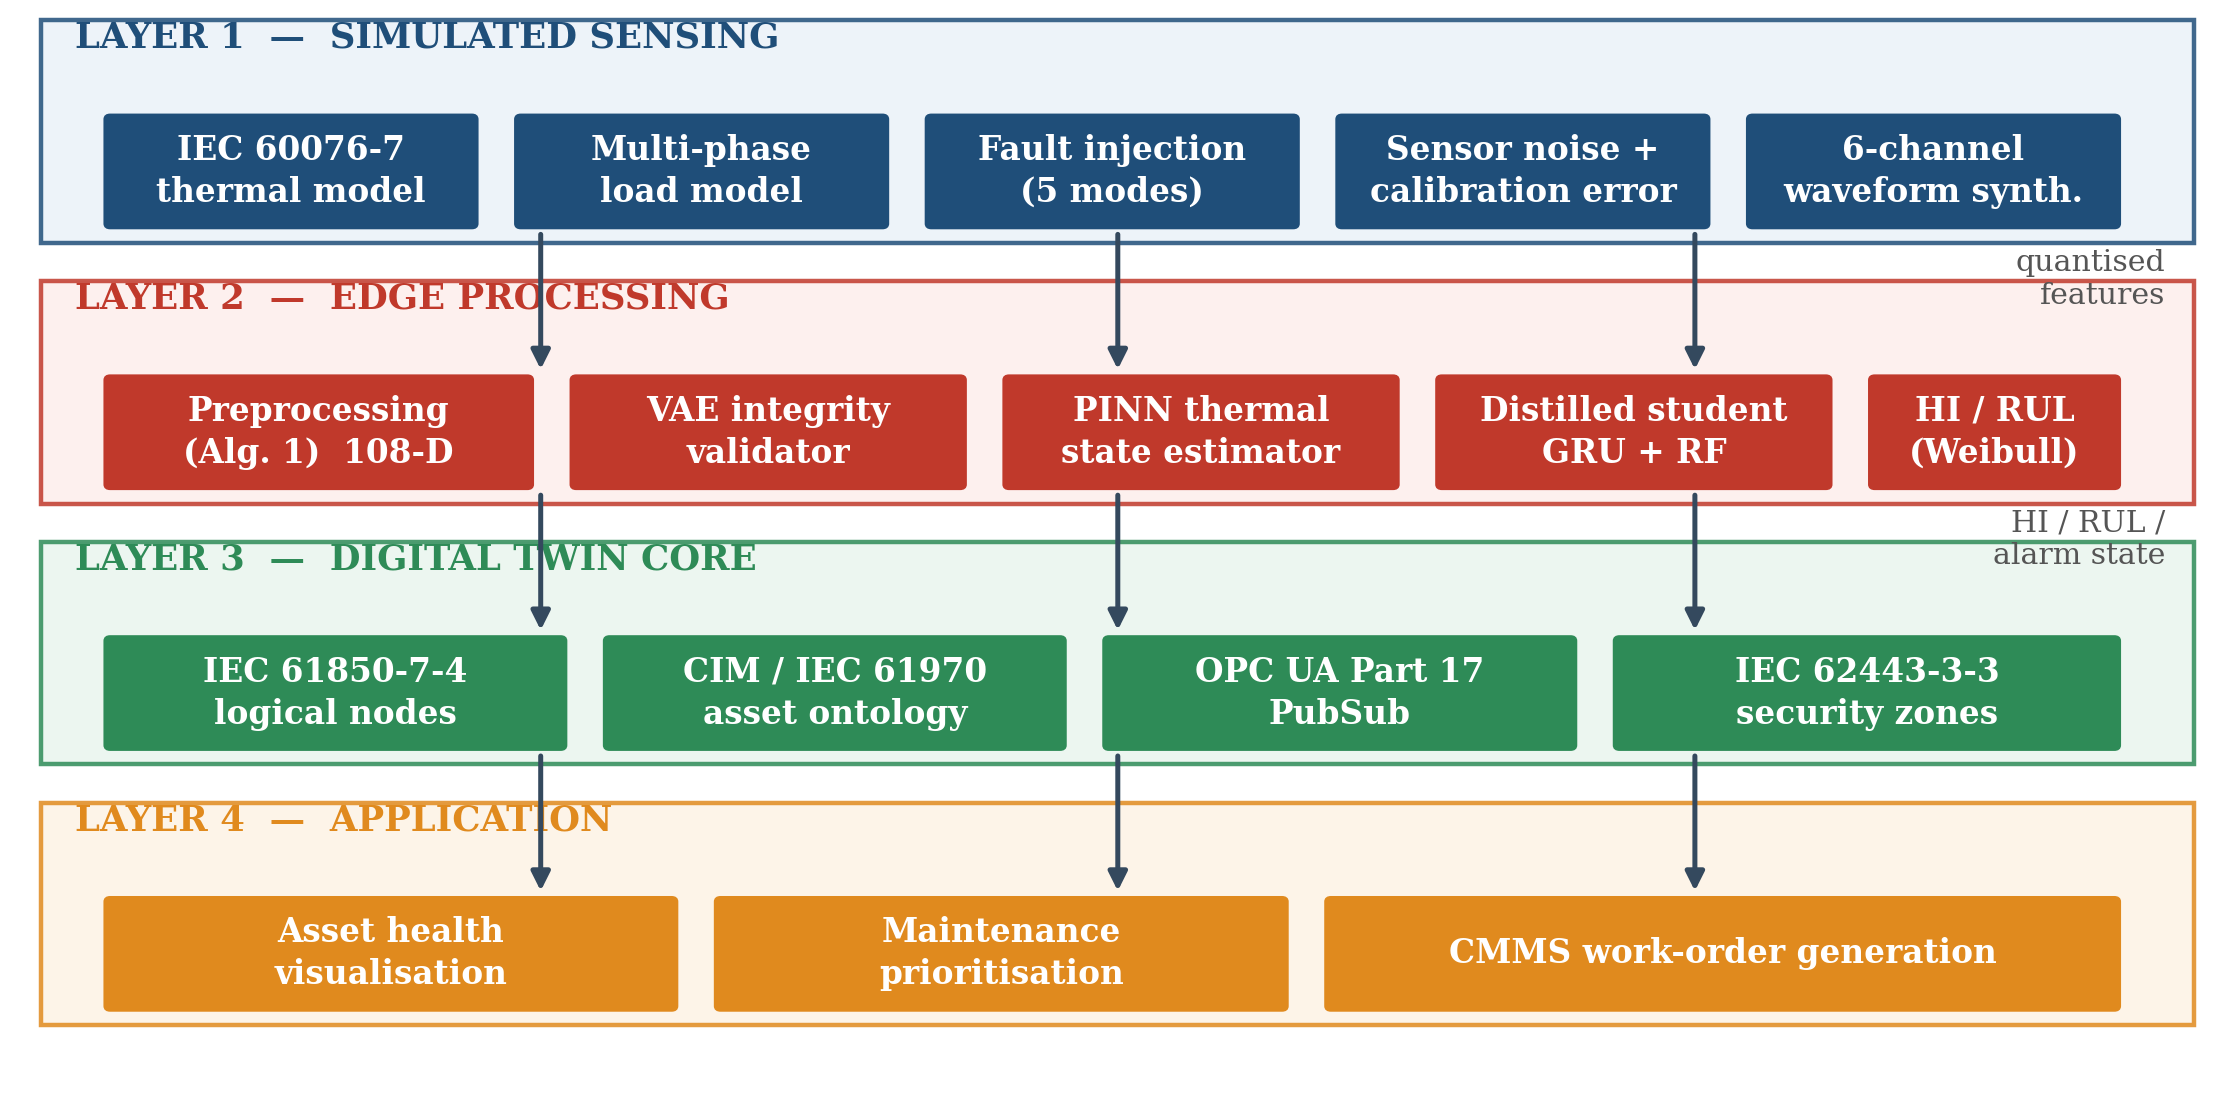 LAYER 1 — SIMULATED SENSING
IEC 60076-7
thermal model
Multi-phase
load model
Fault injection
(5 modes)
Sensor noise +
calibration error
6-channel
waveform synth.
quantised
features
LAYER 2 — EDGE PROCESSING
Preprocessing
(Alg. 1) 108-D
VAE integrity
validator
PINN thermal
state estimator
Distilled student
GRU + RF
HI / RUL
(Weibull)
HI / RUL /
alarm state
LAYER 3 — DIGITAL TWIN CORE
IEC 61850-7-4
logical nodes
CIM / IEC 61970
asset ontology
OPC UA Part 17
PubSub
IEC 62443-3-3
security zones
LAYER 4 — APPLICATION
Asset health
visualisation
Maintenance
prioritisation
CMMS work-order generation